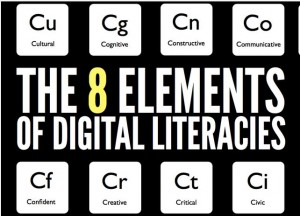 Cu Cg Cn Co
Cultural Cognitive Constructive Communicative
THE 8 ELEMENTS
OF DIGITAL LITERACIES
Cf Cr Ct Ci
Confident Creative Critical Civic